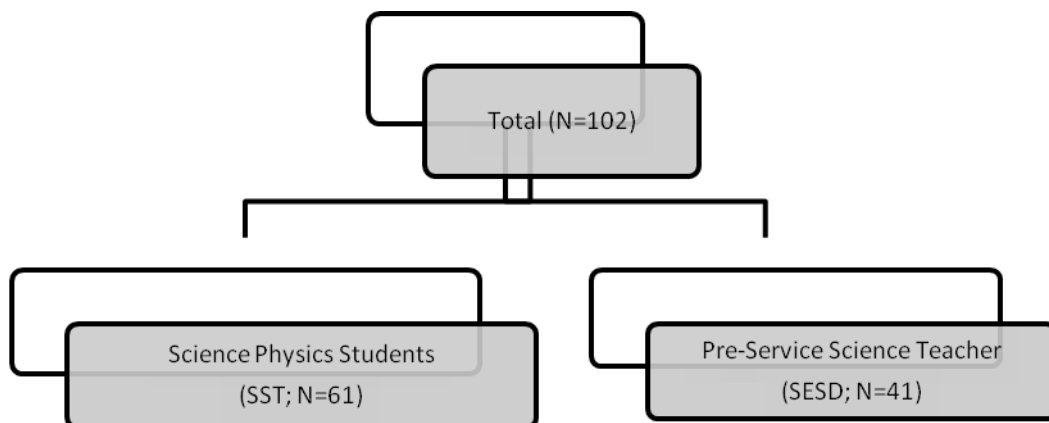 Total (N=102)
Science Physics Students
(SST; N=61)
Pre-Service Science Teacher
(SESD; N=41)